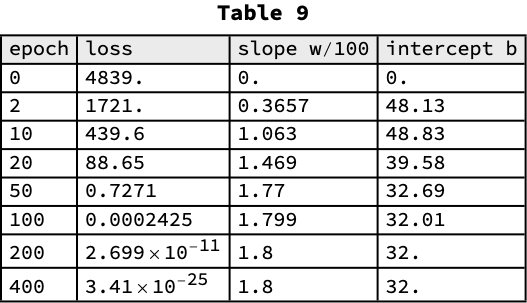 Table 9
epoch loss slope w/100 intercept b
0 4839. 0. 0.
2 1721. 0.3657 48.13
10 439.6 1.063 48.83
20 88.65 1.469 39.58
50 0.7271 1.77 32.69
100 0.0002425 1.799 32.01
200 2.699×10⁻¹¹ 1.8 32.
400 3.41×10⁻²⁵ 1.8 32.